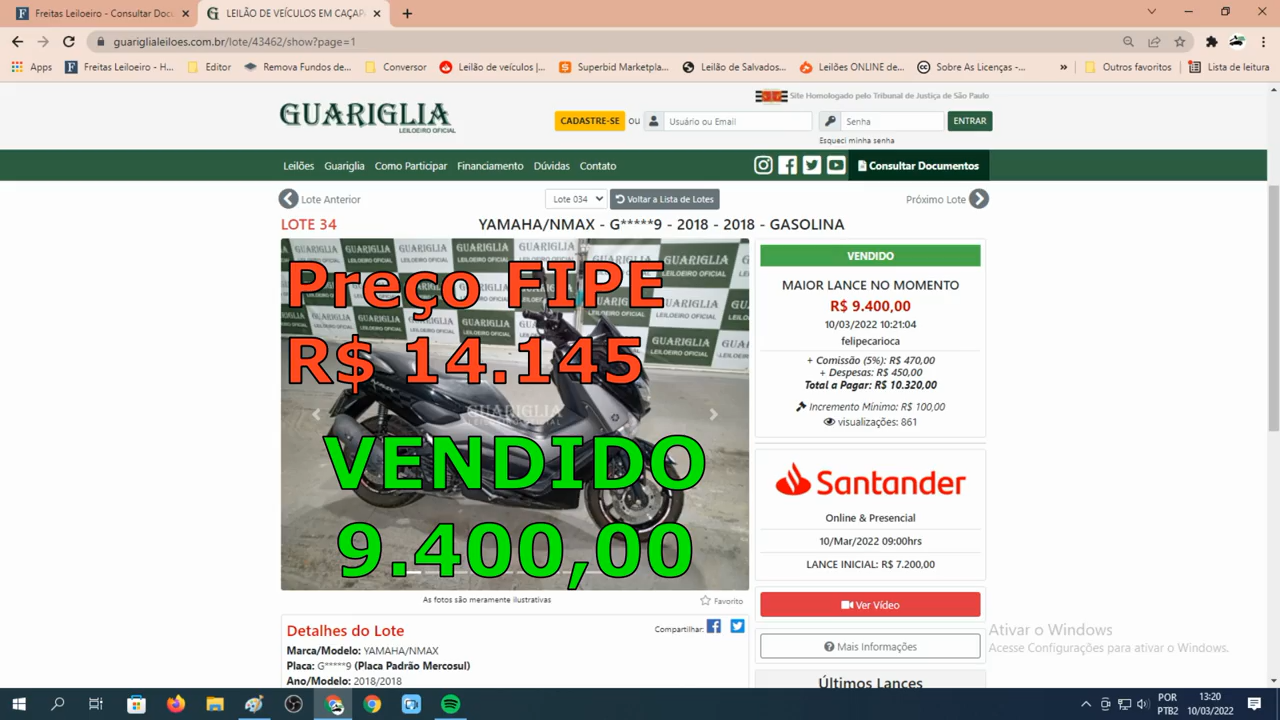 Freitas Leiloeiro - Consultar Docu
LEILÃO DE VEÍCULOS EM CAÇAPA
guariglialeiloes.com.br/lote/43462/show?page=1
Apps
Freitas Leiloeiro - H...
Editor
Remova Fundos de...
Conversor
Leilão de veículos |...
Superbid Marketpla...
Leilão de Salvados...
Leilões ONLINE de...
Sobre As Licenças -...
»
Outros favoritos
Lista de leitura
Site Homologado pelo Tribunal de Justiça de São Paulo
GUARIGLIA
LEILOEIRO OFICIAL
CADASTRE-SE ou Usuário ou Email Senha ENTRAR
Esqueci minha senha
Leilões Guariglia Como Participar Financiamento Dúvidas Contato Consultar Documentos
Lote Anterior Lote 034 Voltar a Lista de Lotes Próximo Lote
LOTE 34 YAMAHA/NMAX - G*****9 - 2018 - 2018 - GASOLINA
Preço FIPE
R$ 14.145
VENDIDO
9.400,00
As fotos são meramente ilustrativas
Favorito
VENDIDO
MAIOR LANCE NO MOMENTO
R$ 9.400,00
10/03/2022 10:21:04
felipecarioca
+ Comissão (5%): R$ 470,00
+ Despesas: R$ 450,00
Total a Pagar: R$ 10.320,00
Incremento Mínimo: R$ 100,00
visualizações: 861
Santander
Online & Presencial
10/Mar/2022 09:00hrs
LANCE INICIAL: R$ 7.200,00
Ver Vídeo
Mais Informações
Últimos Lances
Detalhes do Lote
Compartilhar:
Marca/Modelo: YAMAHA/NMAX
Placa: G*****9 (Placa Padrão Mercosul)
Ano/Modelo: 2018/2018
Ativar o Windows
Acesse Configurações para ativar o Windows.
POR
PTB2
13:20
10/03/2022